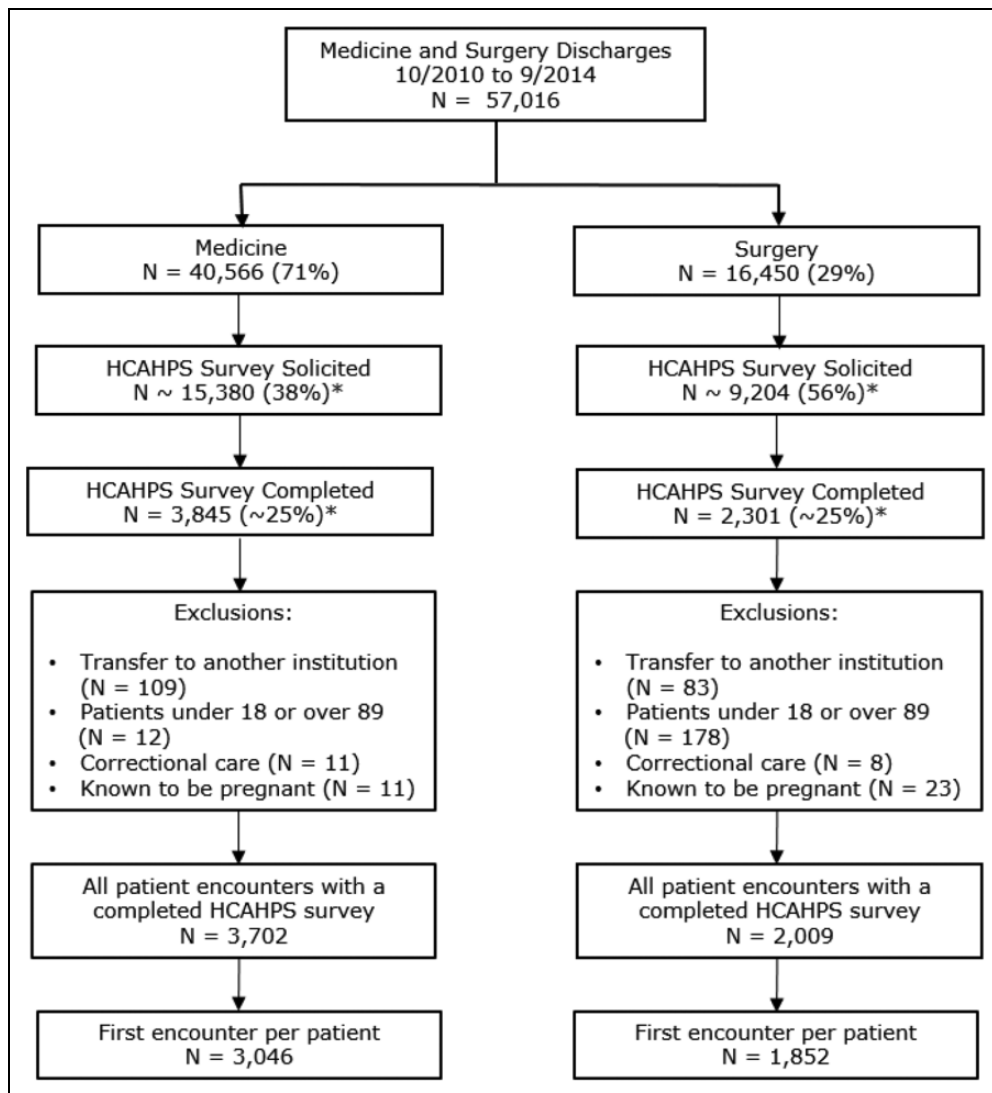 Medicine and Surgery Discharges
10/2010 to 9/2014
N = 57,016
Medicine
N = 40,566 (71%)
Surgery
N = 16,450 (29%)
HCAHPS Survey Solicited
N ~ 15,380 (38%)*
HCAHPS Survey Solicited
N ~ 9,204 (56%)*
HCAHPS Survey Completed
N = 3,845 (~25%)*
HCAHPS Survey Completed
N = 2,301 (~25%)*
Exclusions:
• Transfer to another institution
(N = 109)
• Patients under 18 or over 89
(N = 12)
• Correctional care (N = 11)
• Known to be pregnant (N = 11)
Exclusions:
• Transfer to another institution
(N = 83)
• Patients under 18 or over 89
(N = 178)
• Correctional care (N = 8)
• Known to be pregnant (N = 23)
All patient encounters with a
completed HCAHPS survey
N = 3,702
All patient encounters with a
completed HCAHPS survey
N = 2,009
First encounter per patient
N = 3,046
First encounter per patient
N = 1,852